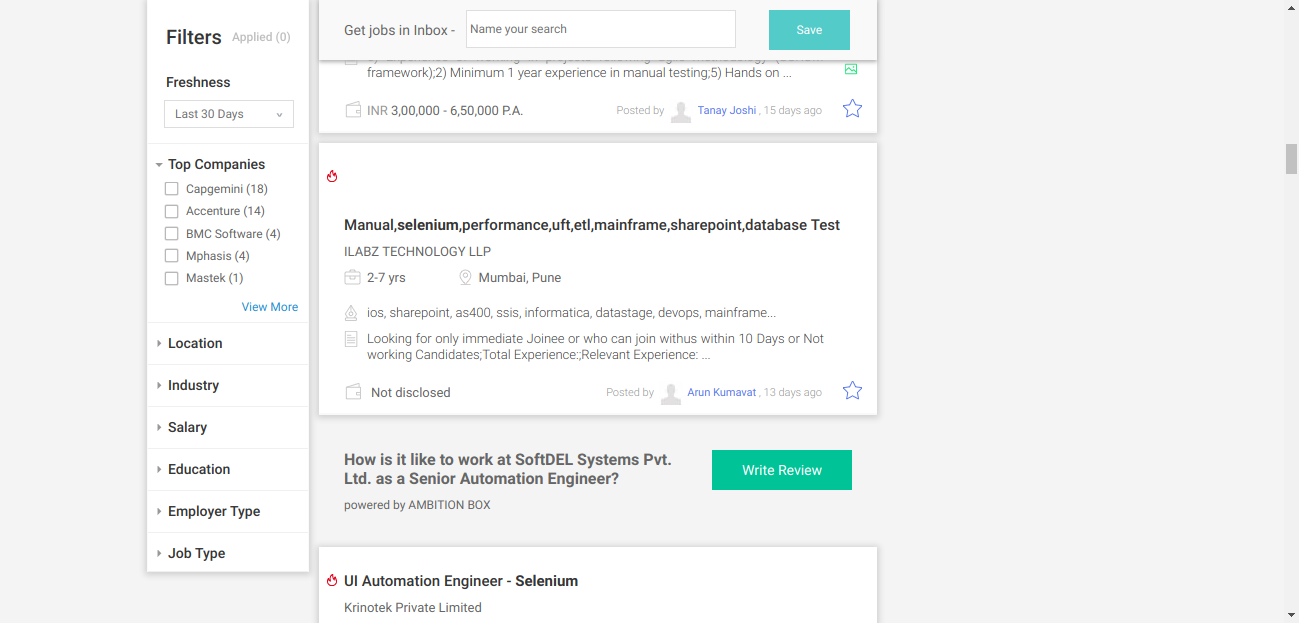 Filters Applied (0)
Freshness
Last 30 Days
Top Companies
Capgemini (18)
Accenture (14)
BMC Software (4)
Mphasis (4)
Mastek (1)
View More
Location
Industry
Salary
Education
Employer Type
Job Type
Get jobs in Inbox -
Name your search
Save
framework);2) Minimum 1 year experience in manual testing;5) Hands on ...
INR 3,00,000 - 6,50,000 P.A.
Posted by Tanay Joshi , 15 days ago
Manual,selenium,performance,uft,etl,mainframe,sharepoint,database Test
ILABZ TECHNOLOGY LLP
2-7 yrs
Mumbai, Pune
ios, sharepoint, as400, ssis, informatica, datastage, devops, mainframe...
Looking for only immediate Joinee or who can join withus within 10 Days or Not
working Candidates;Total Experience:;Relevant Experience: ...
Not disclosed
Posted by Arun Kumavat , 13 days ago
How is it like to work at SoftDEL Systems Pvt.
Ltd. as a Senior Automation Engineer?
powered by AMBITION BOX
Write Review
UI Automation Engineer - Selenium
Krinotek Private Limited